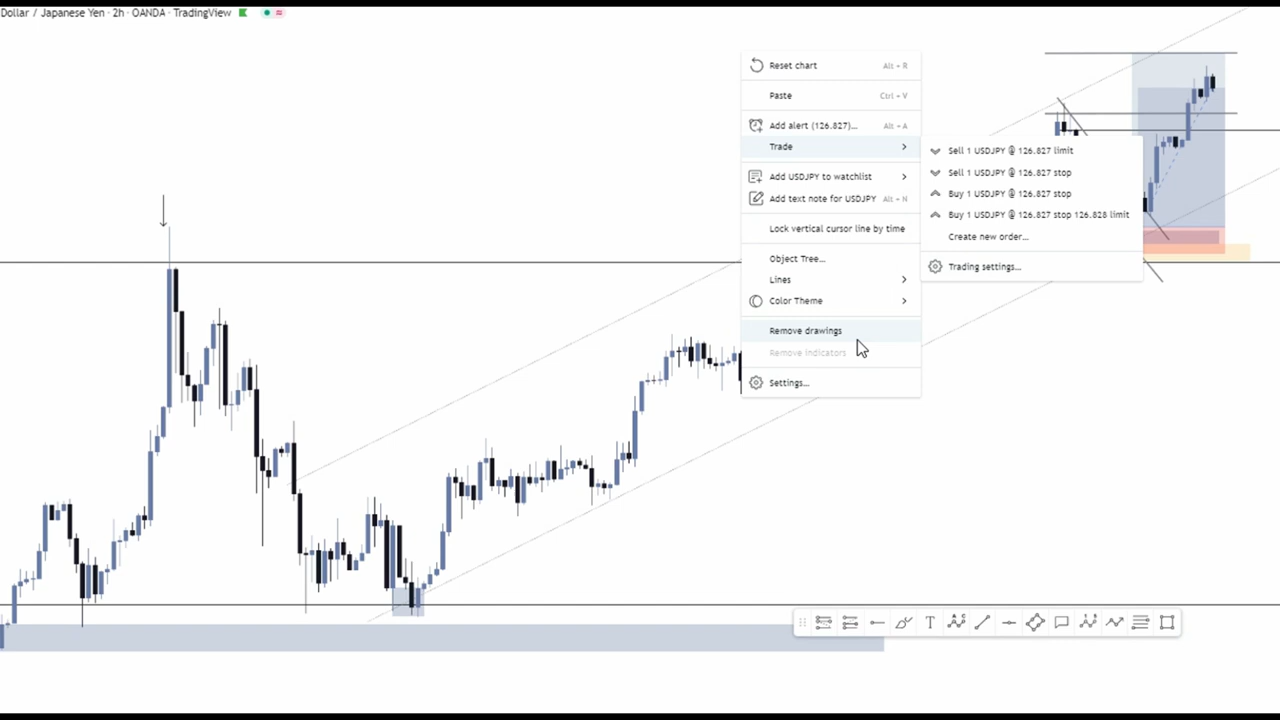 Dollar / Japanese Yen · 2h · OANDA · TradingView
Reset chart Alt + R
Paste Ctrl + V
Add alert (126.827)... Alt + A
Trade
Sell 1 USDJPY @ 126.827 limit
Sell 1 USDJPY @ 126.827 stop
Buy 1 USDJPY @ 126.827 stop
Buy 1 USDJPY @ 126.827 stop 126.828 limit
Create new order...
Trading settings...
Add USDJPY to watchlist
Add text note for USDJPY Alt + N
Lock vertical cursor line by time
Object Tree...
Lines
Color Theme
Remove drawings
Remove indicators
Settings...
T